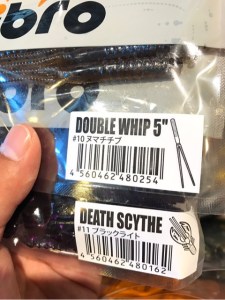 bro
DOUBLE WHIP 5"
#10 ヌマチチブ
4 560462 480254
DEATH SCYTHE
#11 ブラックライト
4 560462 480162